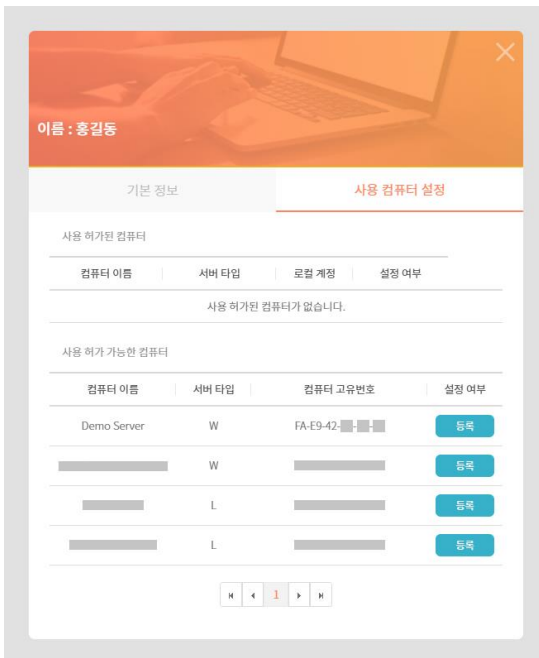 이름 : 홍길동
기본 정보 사용 컴퓨터 설정
사용 허가된 컴퓨터
컴퓨터 이름 서버 타입 로컬 계정 설정 여부
사용 허가된 컴퓨터가 없습니다.
사용 허가 가능한 컴퓨터
컴퓨터 이름 서버 타입 컴퓨터 고유번호 설정 여부
Demo Server W FA-E9-42- - - 등록
W 등록
L 등록
L 등록
1